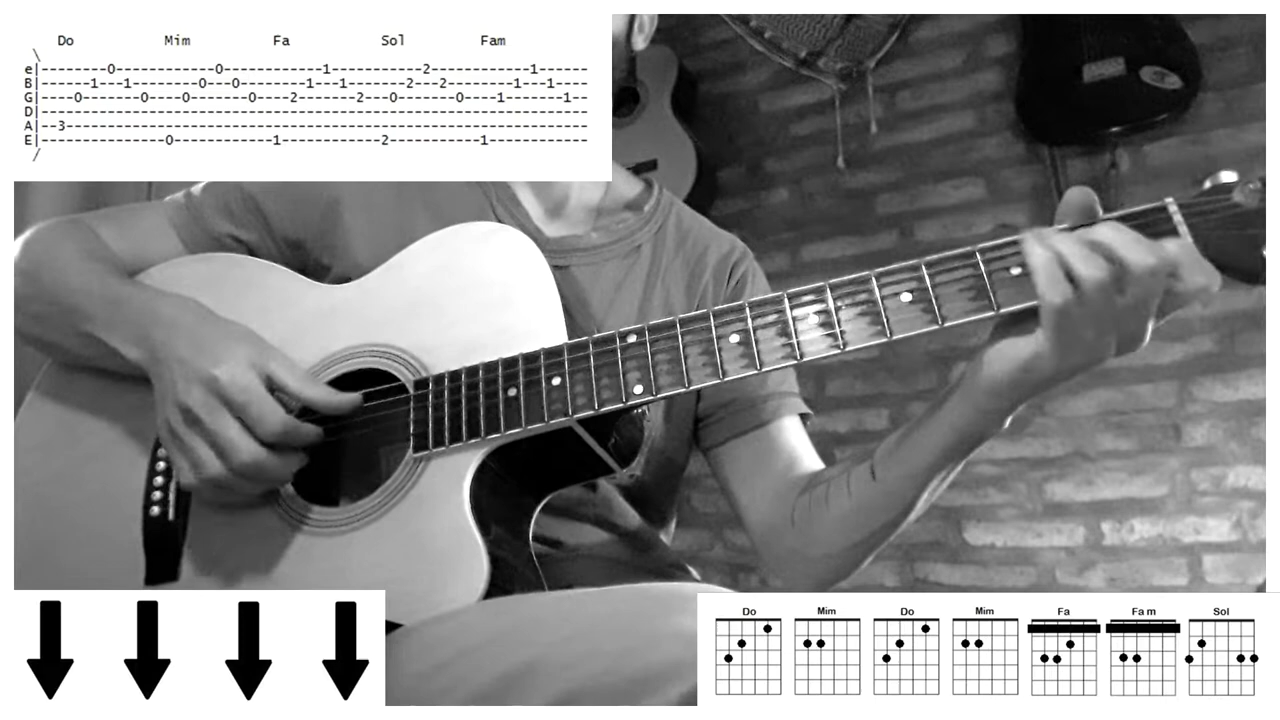 Do Mim Fa Sol Fam
\
e|--------0------------0------------1-----------2------------1------
B|------1---1--------0---0--------1---1-------2---2--------1---1----
G|----0-------0----0-------0----2-------2---0-------0----1-------1--
D|------------------------------------------------------------------
A|--3---------------------------------------------------------------
E|---------------0------------1------------2-----------1------------
/
Do Mim Do Mim Fa Fa m Sol